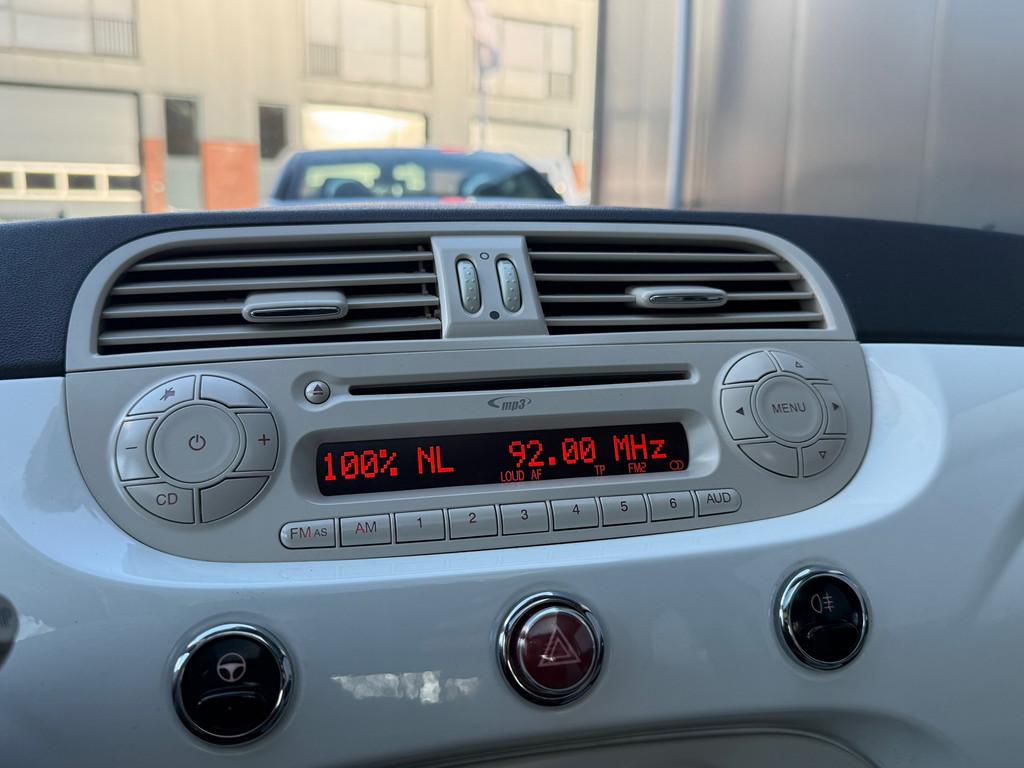 mp3
MENU
100% NL 92.00 MHz
LOUD AF TP FM2
CD
FM AS AM 1 2 3 4 5 6 AUD